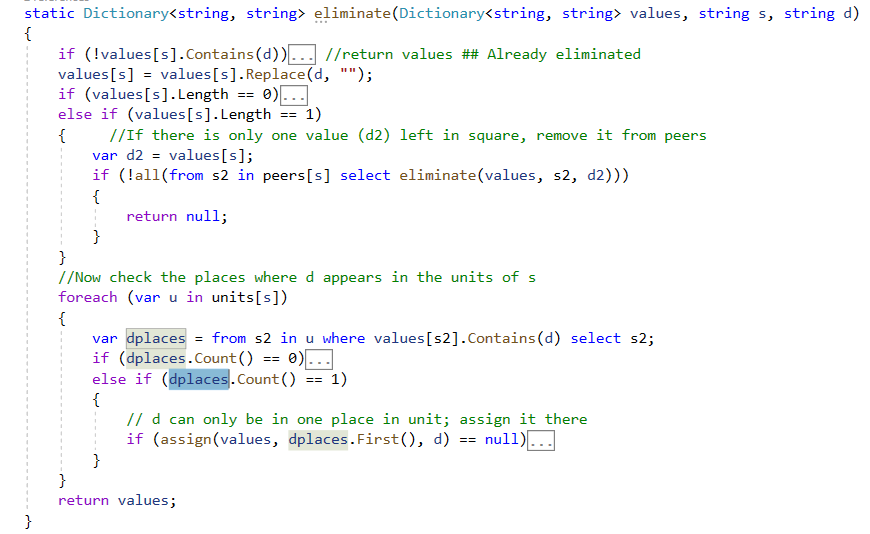 static Dictionary<string, string> eliminate(Dictionary<string, string> values, string s, string d)
{
    if (!values[s].Contains(d))... //return values ## Already eliminated
    values[s] = values[s].Replace(d, "");
    if (values[s].Length == 0)...
    else if (values[s].Length == 1)
    {     //If there is only one value (d2) left in square, remove it from peers
        var d2 = values[s];
        if (!all(from s2 in peers[s] select eliminate(values, s2, d2)))
        {
            return null;
        }
    }
    //Now check the places where d appears in the units of s
    foreach (var u in units[s])
    {
        var dplaces = from s2 in u where values[s2].Contains(d) select s2;
        if (dplaces.Count() == 0)...
        else if (dplaces.Count() == 1)
        {
            // d can only be in one place in unit; assign it there
            if (assign(values, dplaces.First(), d) == null)...
        }
    }
    return values;
}